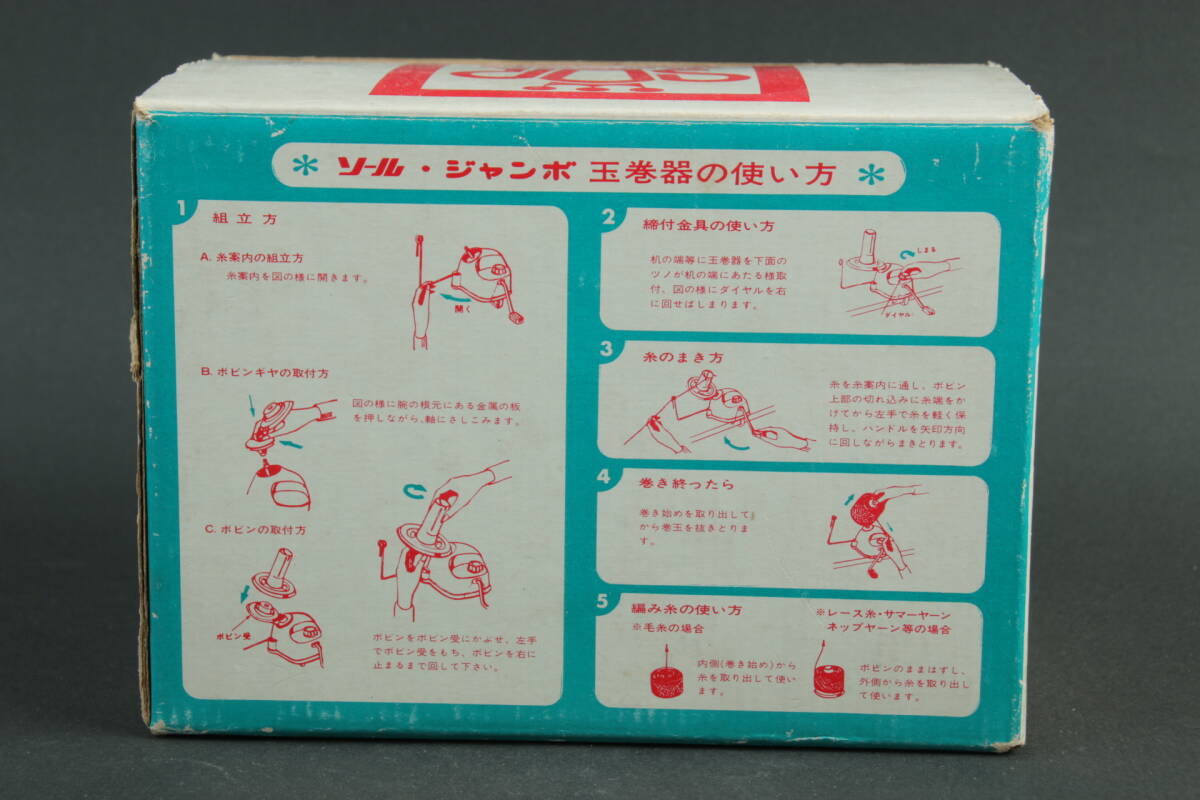 ＊ ソール・ジャンボ 玉巻器の使い方 ＊
1 組立方
A. 糸案内の組立方
糸案内を図の様に開きます。
開く
B. ボビンギヤの取付方
図の様に腕の根元にある金属の板
を押しながら、軸にさしこみます。
C. ボビンの取付方
ボビン受
ボビンをボビン受にかぶせ、左手
でボビン受をもち、ボビンを右に
止まるまで回して下さい。
2 締付金具の使い方
机の端等に玉巻器を下面の
ツノが机の端にあたる様取
付、図の様にダイヤルを右
に回せばしまります。
しまる
ダイヤル
3 糸のまき方
糸を糸案内に通し、ボビン
上部の切れ込みに糸端をか
けてから左手で糸を軽く保
持し、ハンドルを矢印方向
に回しながらまきとります。
4 巻き終ったら
巻き始めを取り出して
から巻玉を抜きとりま
す。
5 編み糸の使い方
※毛糸の場合
内側(巻き始め)から
糸を取り出して使い
ます。
※レース糸・サマーヤーン
ネップヤーン等の場合
ボビンのままはずし、
外側から糸を取り出し
て使います。